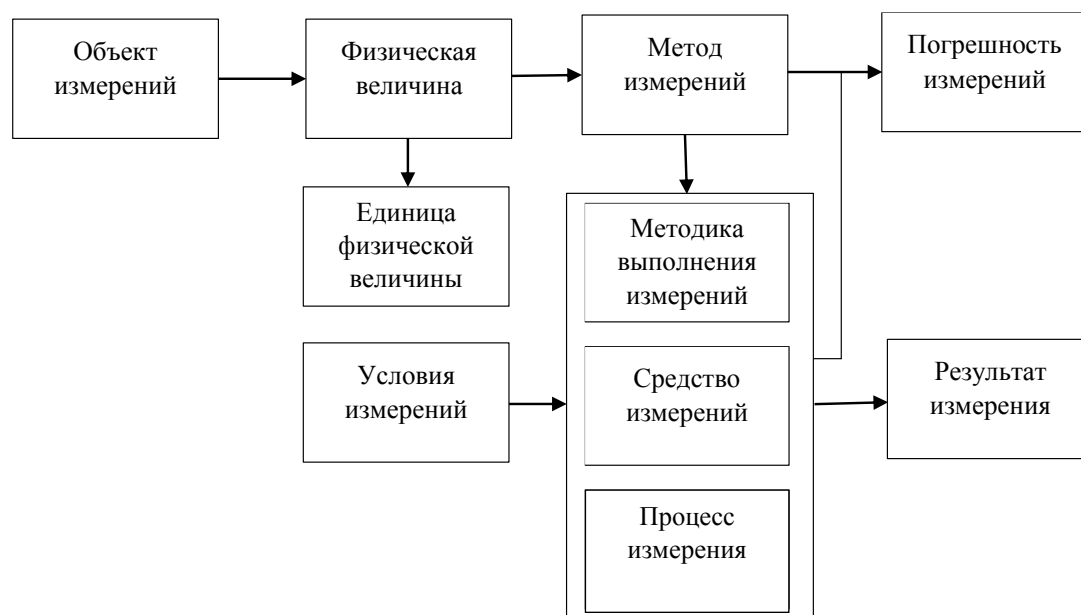 Объект
измерений
Физическая
величина
Метод
измерений
Погрешность
измерений
Единица
физической
величины
Методика
выполнения
измерений
Условия
измерений
Средство
измерений
Результат
измерения
Процесс
измерения